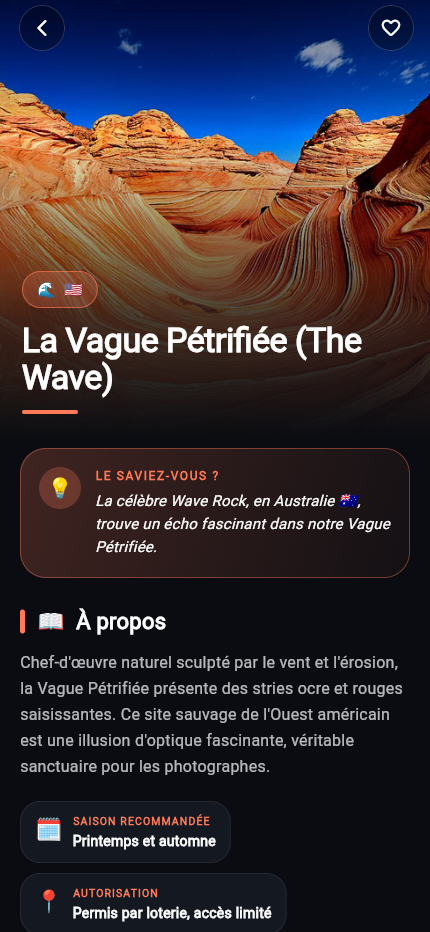 La Vague Pétrifiée (The
Wave)
LE SAVIEZ-VOUS ?
La célèbre Wave Rock, en Australie 🇦🇺,
trouve un écho fascinant dans notre Vague
Pétrifiée.
À propos
Chef-d'œuvre naturel sculpté par le vent et l'érosion,
la Vague Pétrifiée présente des stries ocre et rouges
saisissantes. Ce site sauvage de l'Ouest américain
est une illusion d'optique fascinante, véritable
sanctuaire pour les photographes.
SAISON RECOMMANDÉE
Printemps et automne
AUTORISATION
Permis par loterie, accès limité